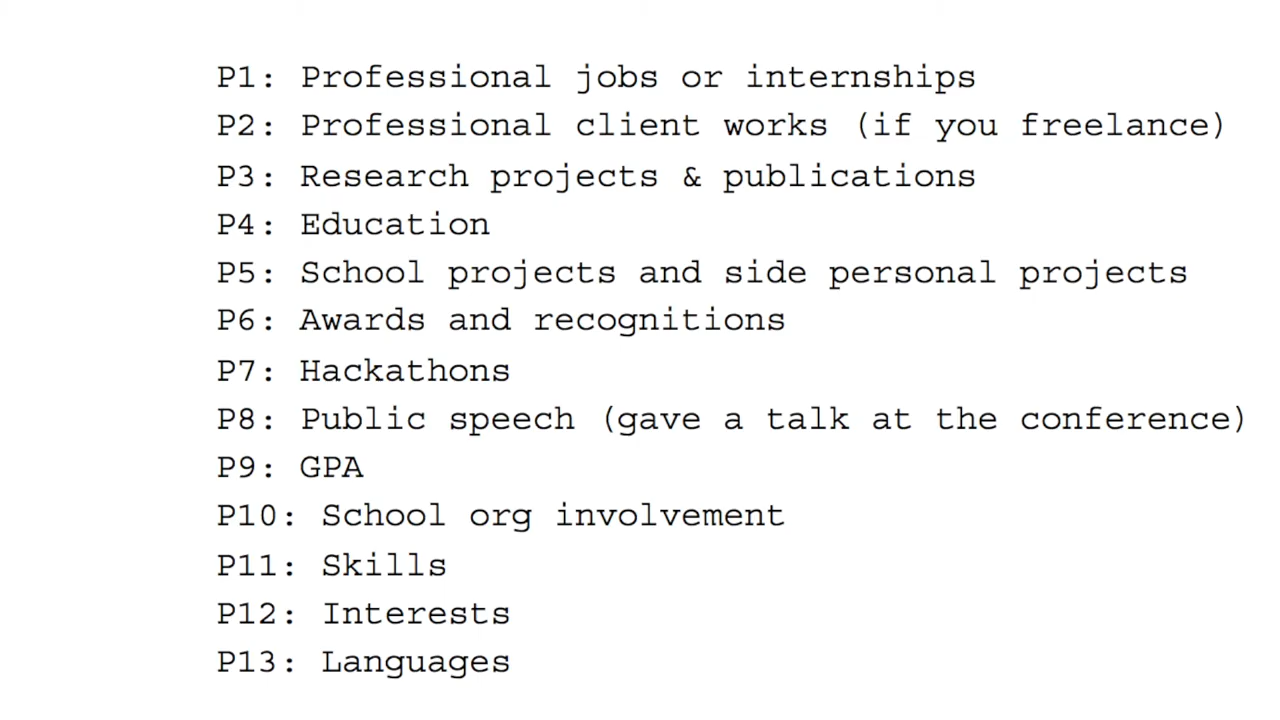 P1: Professional jobs or internships
P2: Professional client works (if you freelance)
P3: Research projects & publications
P4: Education
P5: School projects and side personal projects
P6: Awards and recognitions
P7: Hackathons
P8: Public speech (gave a talk at the conference)
P9: GPA
P10: School org involvement
P11: Skills
P12: Interests
P13: Languages